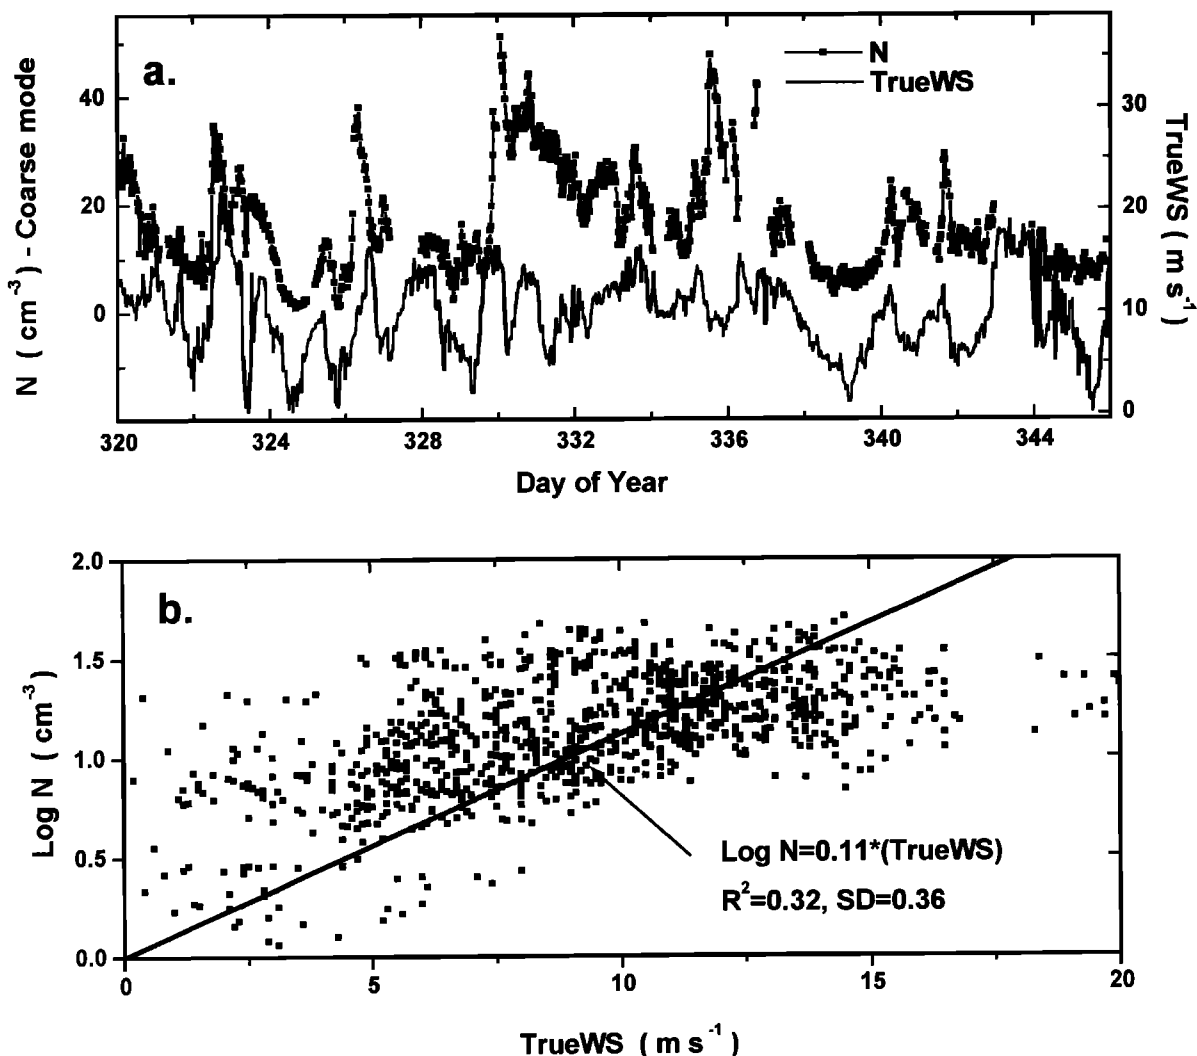 a.
N
TrueWS
N ( cm⁻³ ) - Coarse mode
40
20
0
30
20
10
0
TrueWS ( m s⁻¹ )
320 324 328 332 336 340 344
Day of Year
b.
Log N ( cm⁻³ )
2.0
1.5
1.0
0.5
0.0
Log N=0.11*(TrueWS)
R²=0.32, SD=0.36
0 5 10 15 20
TrueWS ( m s⁻¹ )